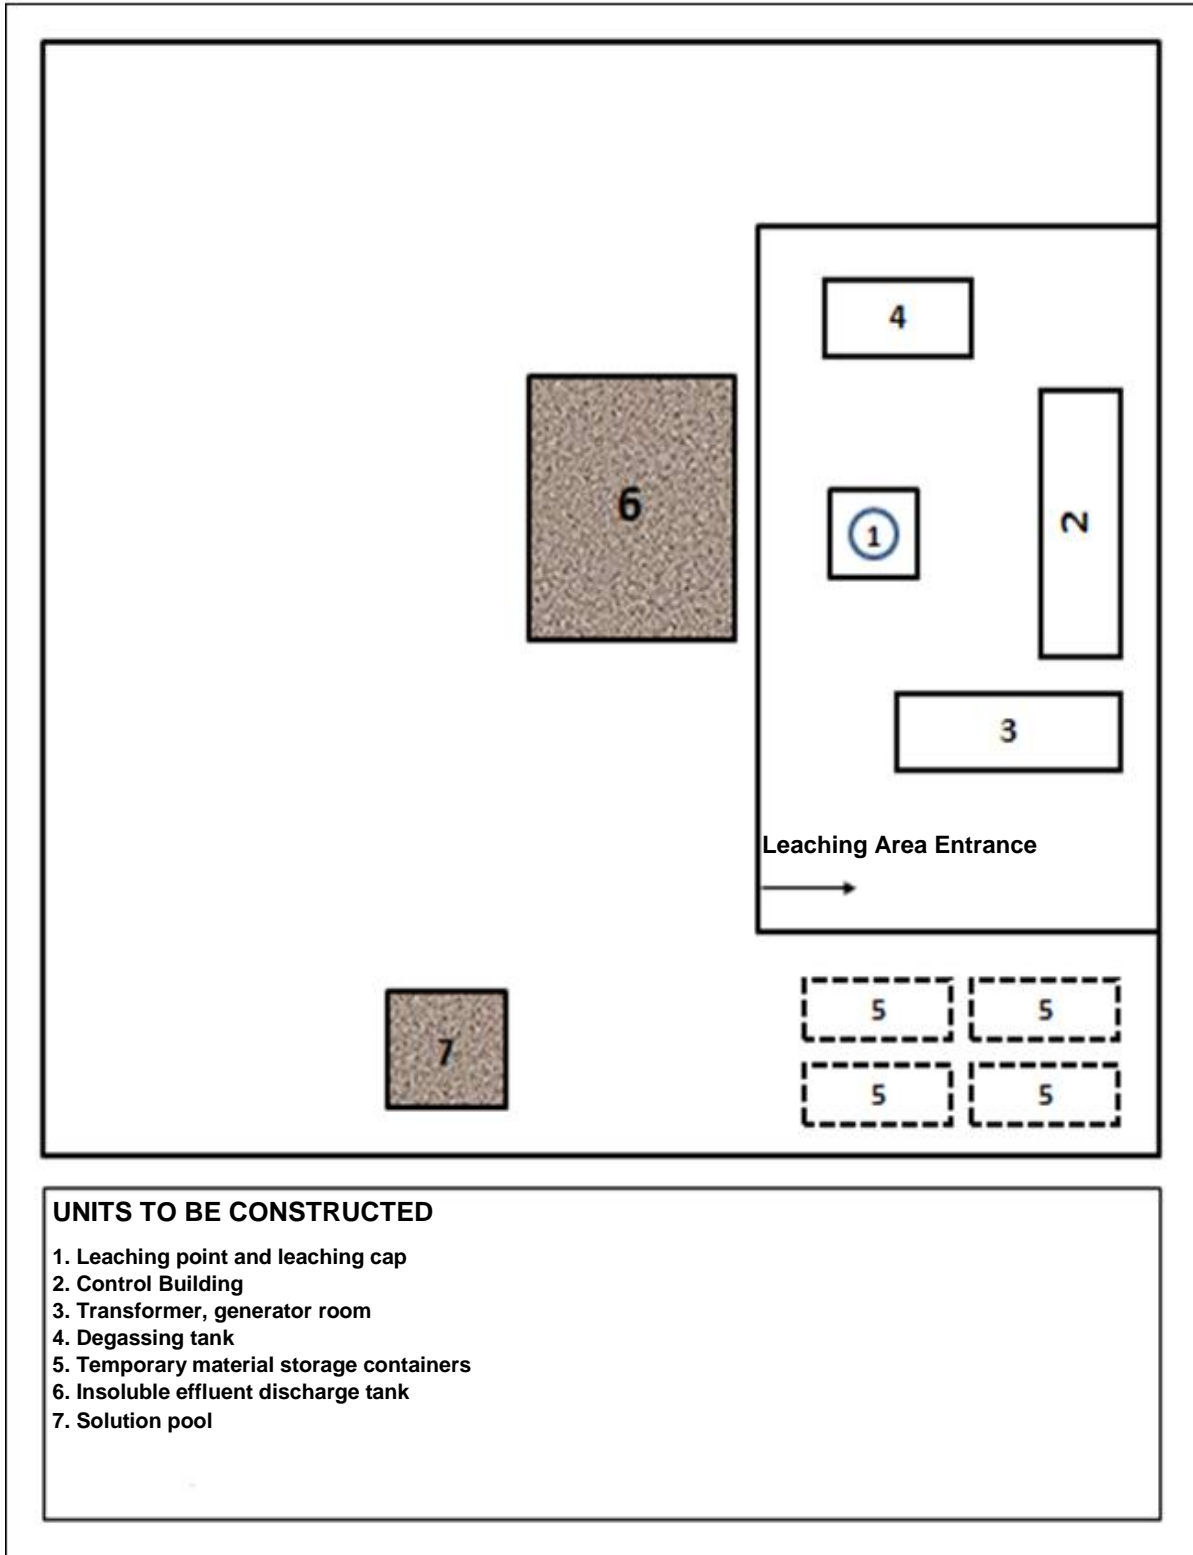 4
6
1
2
3
Leaching Area Entrance
7
5 5
5 5
UNITS TO BE CONSTRUCTED
1. Leaching point and leaching cap
2. Control Building
3. Transformer, generator room
4. Degassing tank
5. Temporary material storage containers
6. Insoluble effluent discharge tank
7. Solution pool